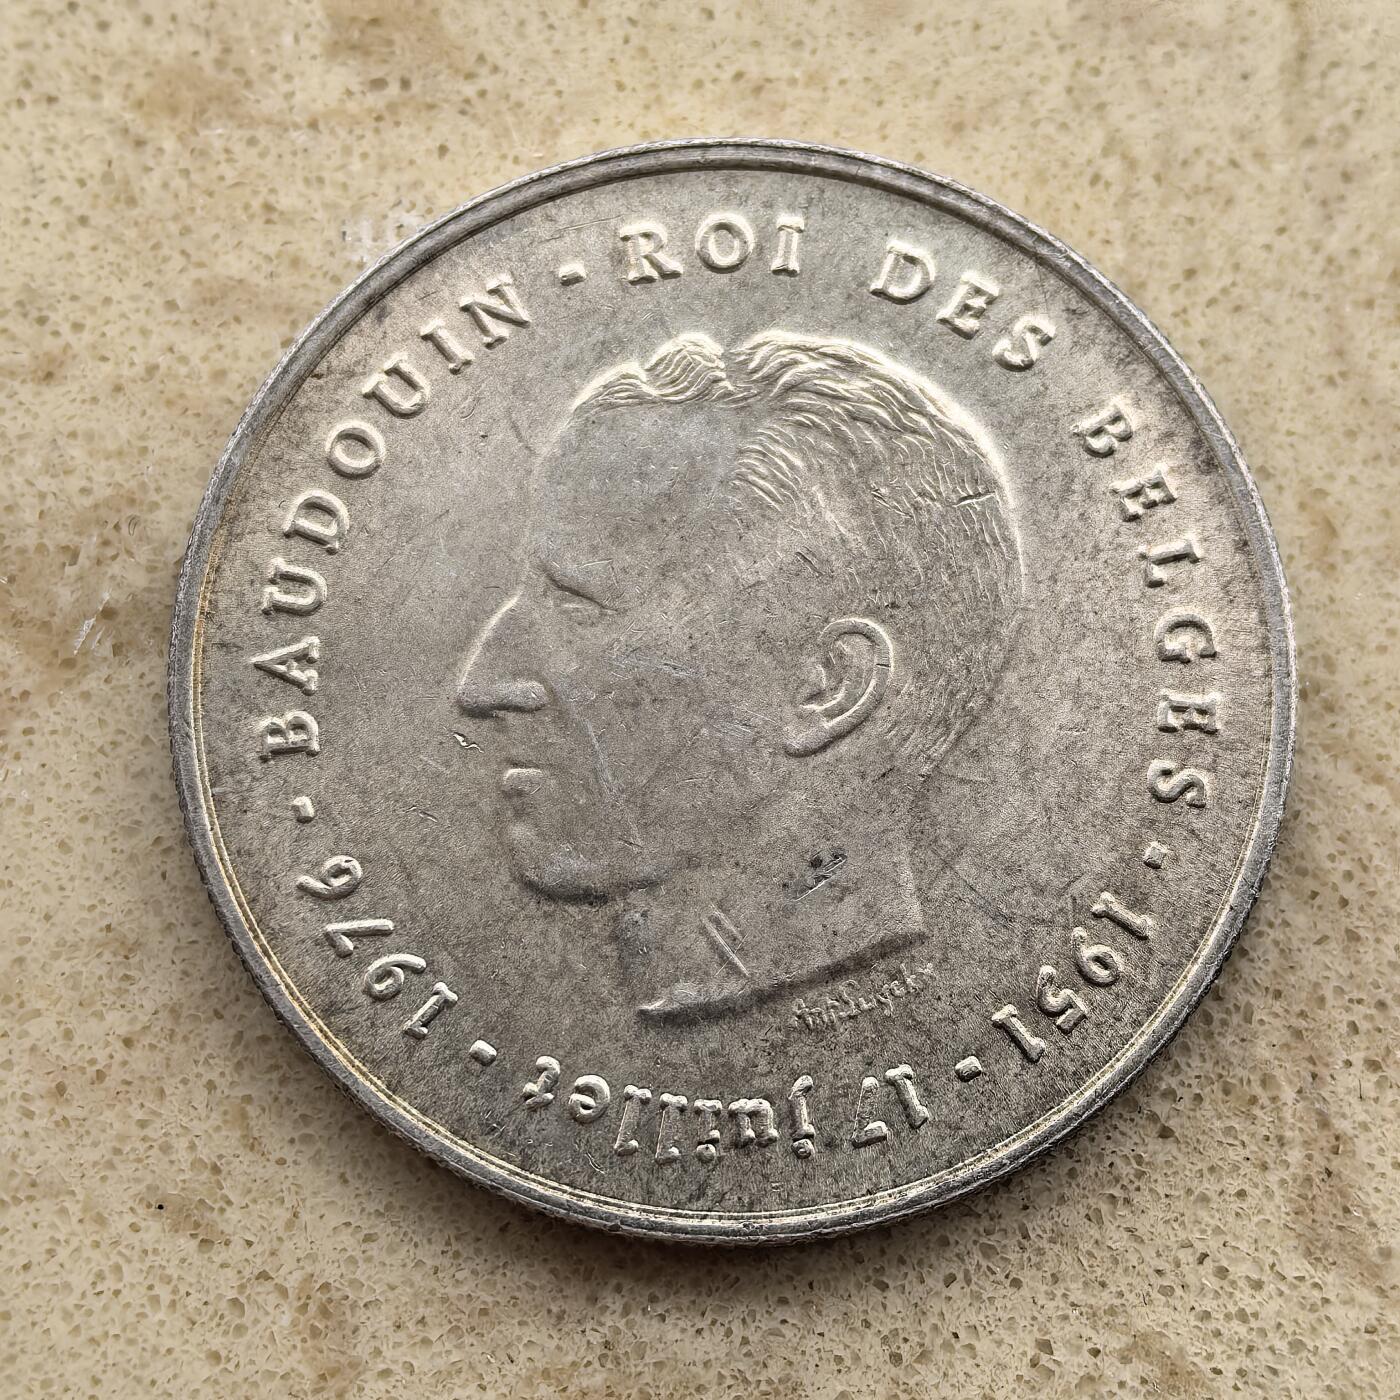 BAUDOUIN - ROI DES BELGES - 1951 - 17 juillet - 1976 -